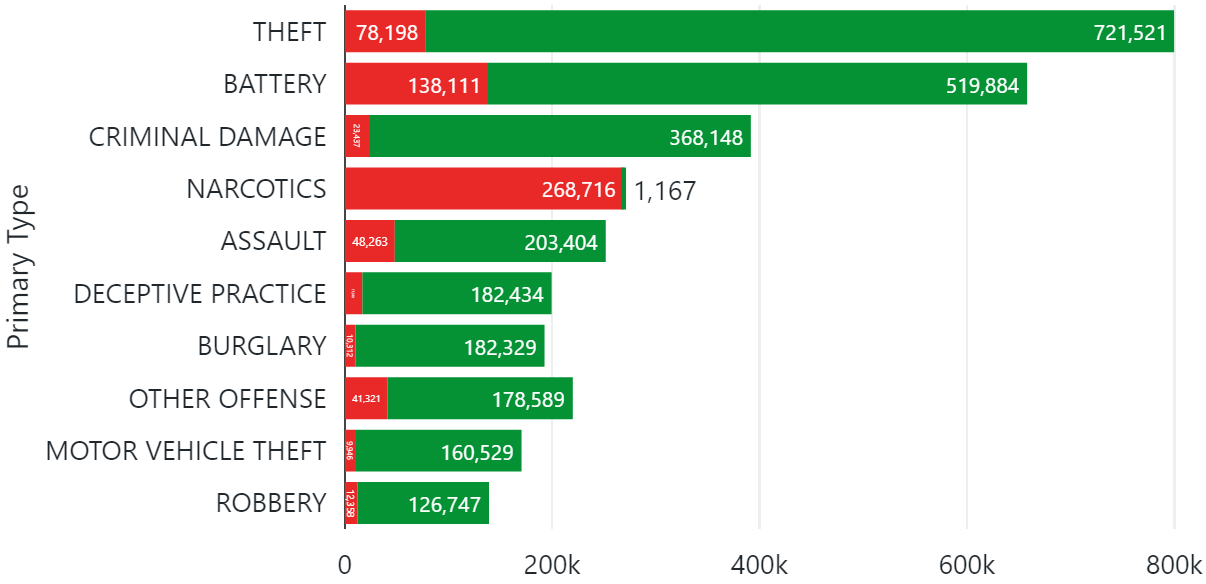 Primary Type
THEFT 78,198 721,521
BATTERY 138,111 519,884
CRIMINAL DAMAGE 23,437 368,148
NARCOTICS 268,716 1,167
ASSAULT 48,263 203,404
DECEPTIVE PRACTICE 182,434
BURGLARY 10,312 182,329
OTHER OFFENSE 41,321 178,589
MOTOR VEHICLE THEFT 9,946 160,529
ROBBERY 12,358 126,747
0 200k 400k 600k 800k